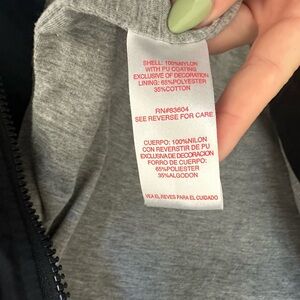 SHELL: 100%NYLON
WITH PU COATING
EXCLUSIVE OF DECORATION
LINING: 65%POLYESTER
35%COTTON
RN#83604
SEE REVERSE FOR CARE
CUERPO: 100%NILON
CON REVERSTIR DE PU
EXCLUSIVA DE DECORACION
FORRO DE CUERPO:
65%POLIESTER
35%ALGODON
VEA EL REVES PARA EL CUIDADO